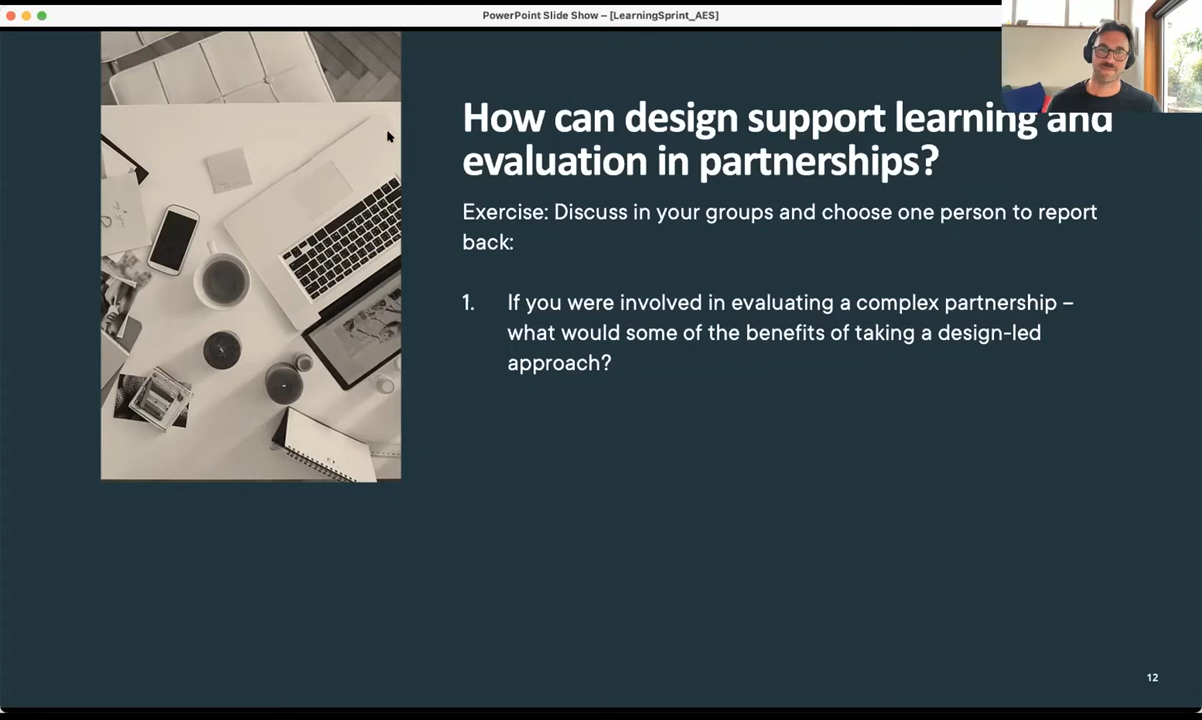 PowerPoint Slide Show – [LearningSprint_AES]
How can design support learning and
evaluation in partnerships?
Exercise: Discuss in your groups and choose one person to report
back:
1. If you were involved in evaluating a complex partnership –
what would some of the benefits of taking a design-led
approach?
12